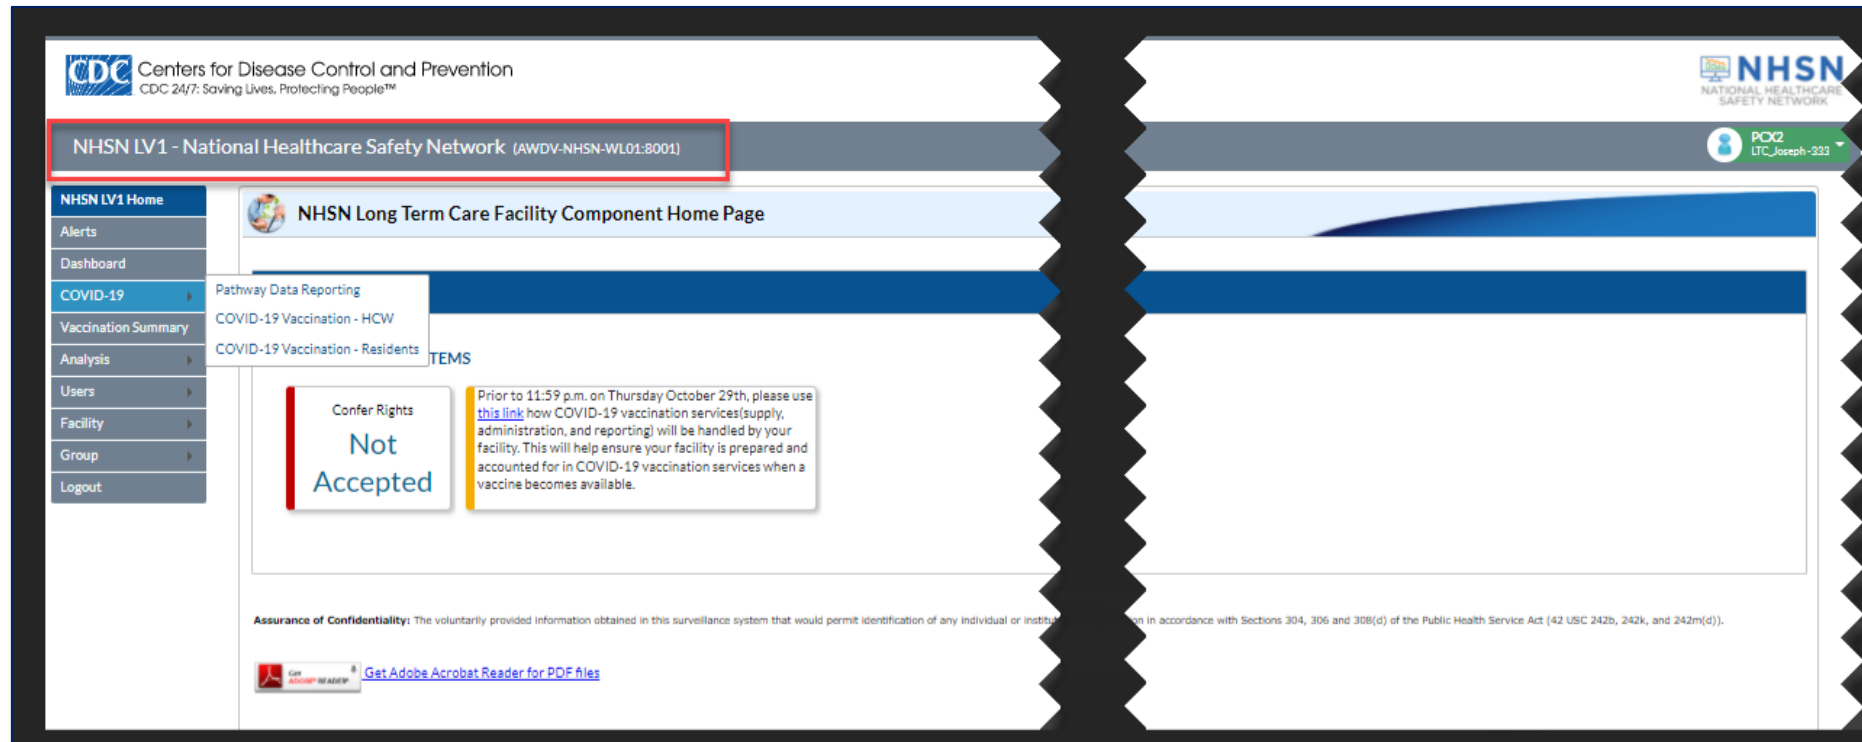 CDC Centers for Disease Control and Prevention
CDC 24/7: Saving Lives, Protecting People™
NHSN
NATIONAL HEALTHCARE
SAFETY NETWORK
NHSN LV1 - National Healthcare Safety Network (AWDV-NHSN-WL01:8001)
PCX2
LTC_Joseph-333
NHSN LV1 Home
Alerts
Dashboard
COVID-19
Vaccination Summary
Analysis
Users
Facility
Group
Logout
Pathway Data Reporting
COVID-19 Vaccination - HCW
COVID-19 Vaccination - Residents
NHSN Long Term Care Facility Component Home Page
TEMS
Confer Rights
Not
Accepted
Prior to 11:59 p.m. on Thursday October 29th, please use
this link how COVID-19 vaccination services(supply,
administration, and reporting) will be handled by your
facility. This will help ensure your facility is prepared and
accounted for in COVID-19 vaccination services when a
vaccine becomes available.
Assurance of Confidentiality: The voluntarily provided information obtained in this surveillance system that would permit identification of any individual or institu on in accordance with Sections 304, 306 and 308(d) of the Public Health Service Act (42 USC 242b, 242k, and 242m(d)).
Get
ADOBE® READER®
Get Adobe Acrobat Reader for PDF files